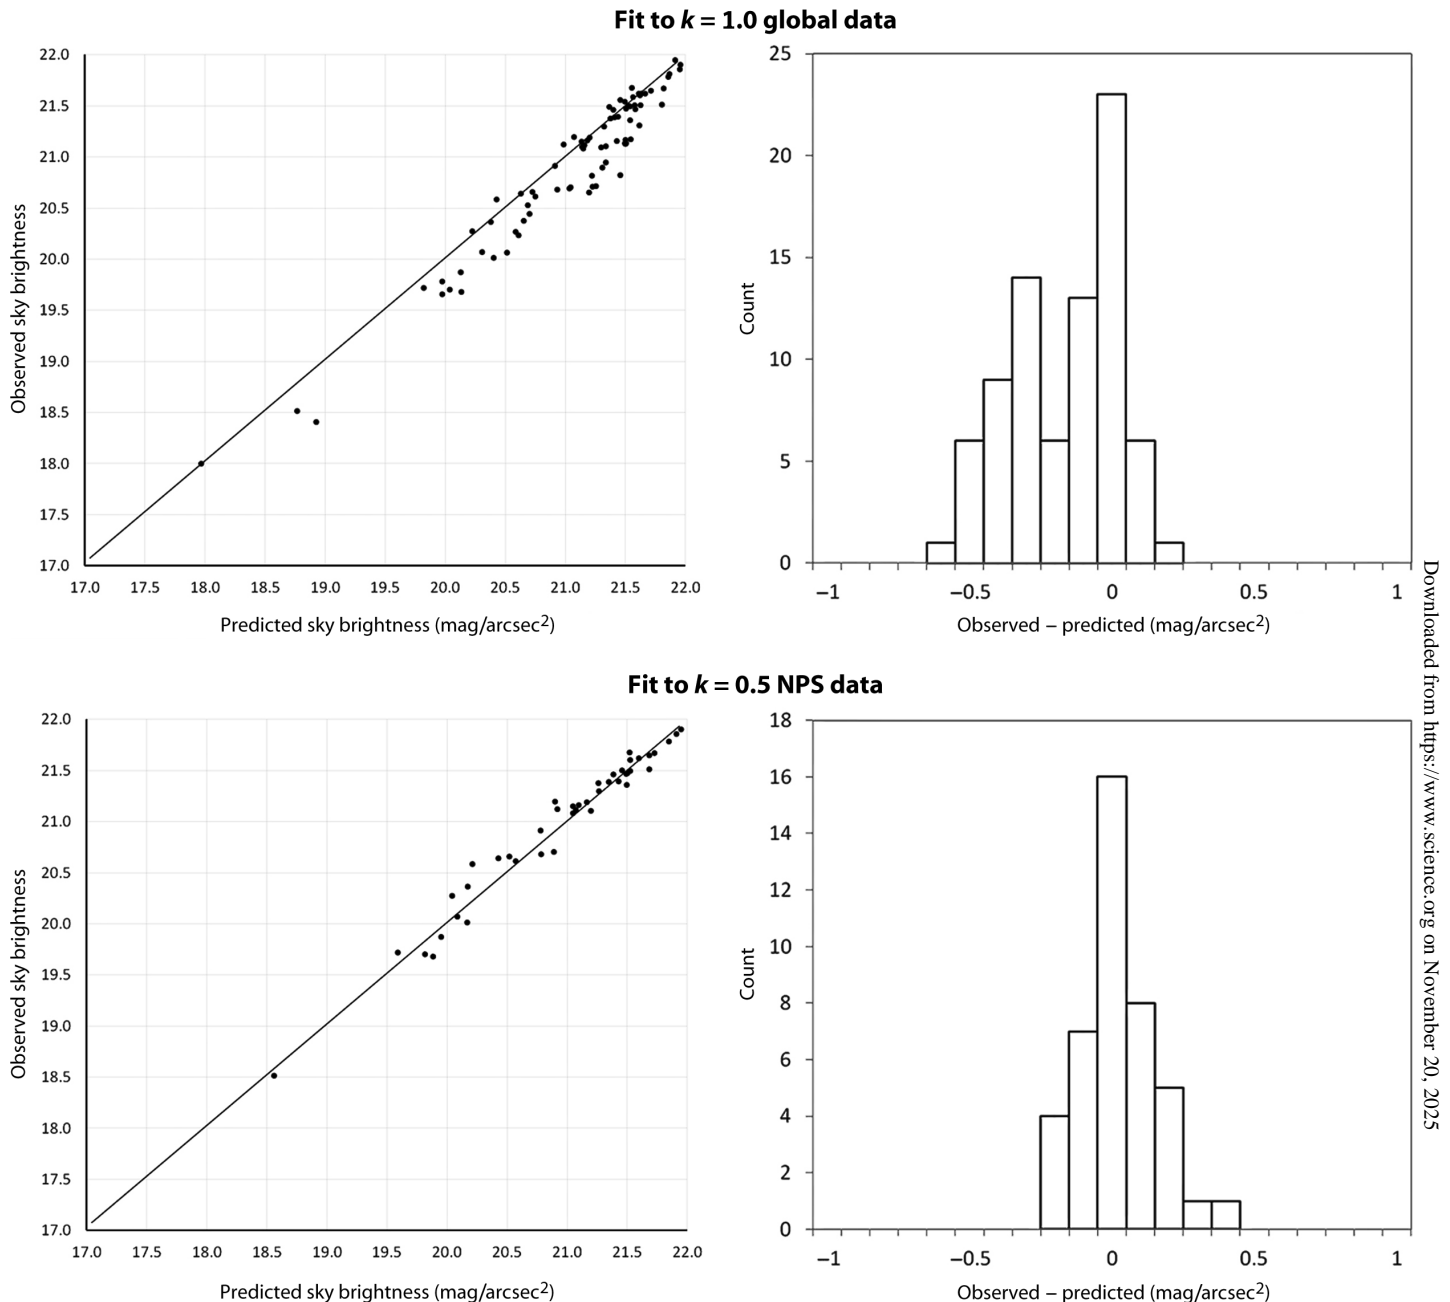 Fit to k = 1.0 global data
22.0
21.5
21.0
20.5
20.0
19.5
19.0
18.5
18.0
17.5
17.0
Observed sky brightness
17.0 17.5 18.0 18.5 19.0 19.5 20.0 20.5 21.0 21.5 22.0
Predicted sky brightness (mag/arcsec2)
25
20
15
10
5
0
Count
–1 –0.5 0 0.5 1
Observed – predicted (mag/arcsec2)
Fit to k = 0.5 NPS data
22.0
21.5
21.0
20.5
20.0
19.5
19.0
18.5
18.0
17.5
17.0
Observed sky brightness
17.0 17.5 18.0 18.5 19.0 19.5 20.0 20.5 21.0 21.5 22.0
Predicted sky brightness (mag/arcsec2)
18
16
14
12
10
8
6
4
2
0
Count
–1 –0.5 0 0.5 1
Observed – predicted (mag/arcsec2)
Downloaded from https://www.science.org on November 20, 2025